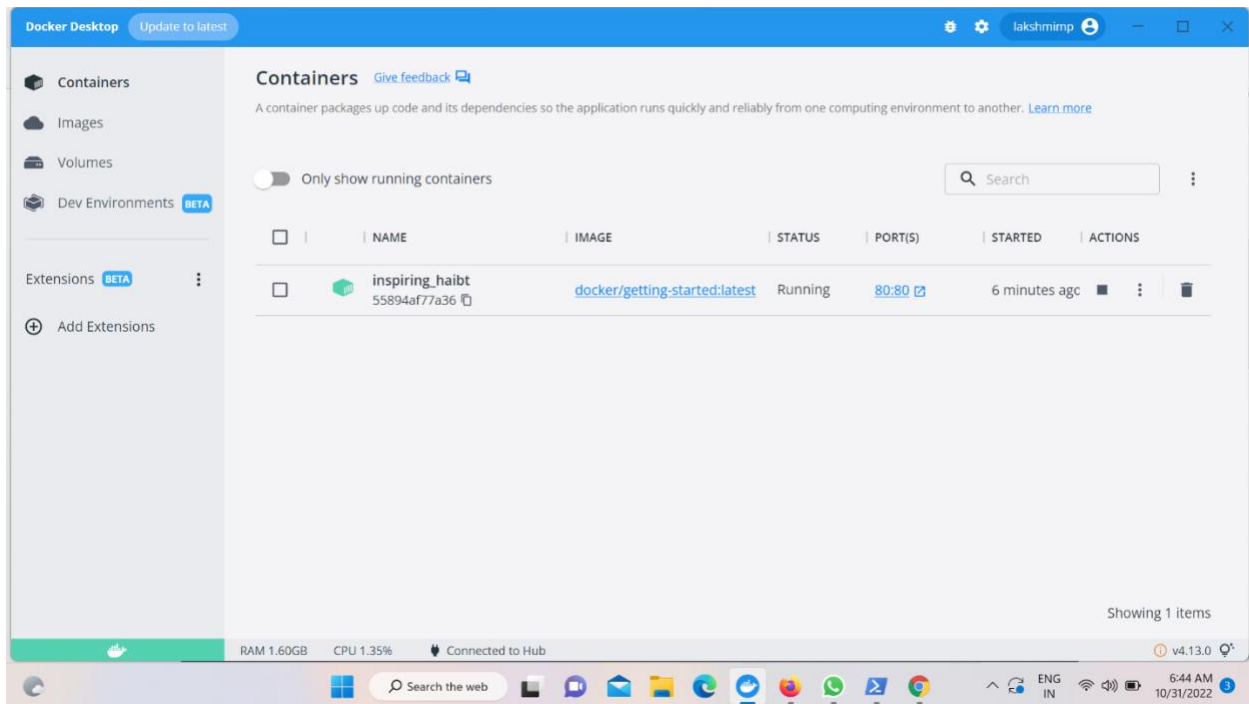 Docker Desktop Update to latest lakshmimp
Containers
Images
Volumes
Dev Environments BETA
Extensions BETA
Add Extensions
Containers Give feedback
A container packages up code and its dependencies so the application runs quickly and reliably from one computing environment to another. Learn more
Only show running containers Search
NAME IMAGE STATUS PORT(S) STARTED ACTIONS
inspiring_haibt docker/getting-started:latest Running 80:80 6 minutes agc
55894af77a36
Showing 1 items
RAM 1.60GB CPU 1.35% Connected to Hub v4.13.0
Search the web ENG 6:44 AM
IN 10/31/2022 3